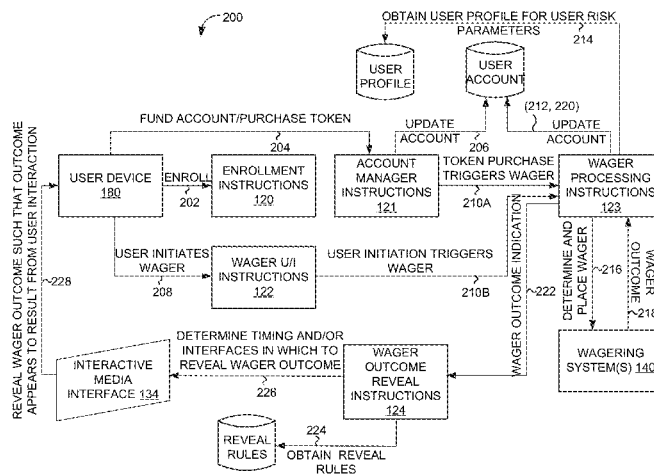 200
OBTAIN USER PROFILE FOR USER RISK
PARAMETERS
214
USER
PROFILE
USER
ACCOUNT
(212, 220)
FUND ACCOUNT/PURCHASE TOKEN
204
UPDATE
ACCOUNT
206
UPDATE
ACCOUNT
USER DEVICE
180
ENROLL
202
ENROLLMENT
INSTRUCTIONS
120
ACCOUNT
MANAGER
INSTRUCTIONS
121
TOKEN PURCHASE
TRIGGERS WAGER
210A
WAGER
PROCESSING
INSTRUCTIONS
123
USER INITIATES
WAGER
208
WAGER U/I
INSTRUCTIONS
122
USER INITIATION TRIGGERS
WAGER
210B
WAGER OUTCOME INDICATION
222
DETERMINE AND
PLACE WAGER
216
WAGER
OUTCOME
218
WAGERING
SYSTEM(S) 140
REVEAL WAGER OUTCOME SUCH THAT OUTCOME
APPEARS TO RESULT FROM USER INTERACTION
228
DETERMINE TIMING AND/OR
INTERFACES IN WHICH TO
REVEAL WAGER OUTCOME
226
INTERACTIVE
MEDIA
INTERFACE 134
WAGER
OUTCOME
REVEAL
INSTRUCTIONS
124
REVEAL
RULES
224
OBTAIN REVEAL
RULES